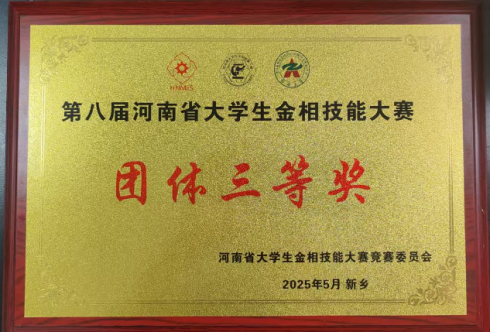 第八届河南省大学生金相技能大赛
团体三等奖
河南省大学生金相技能大赛竞赛委员会
2025年5月 新乡